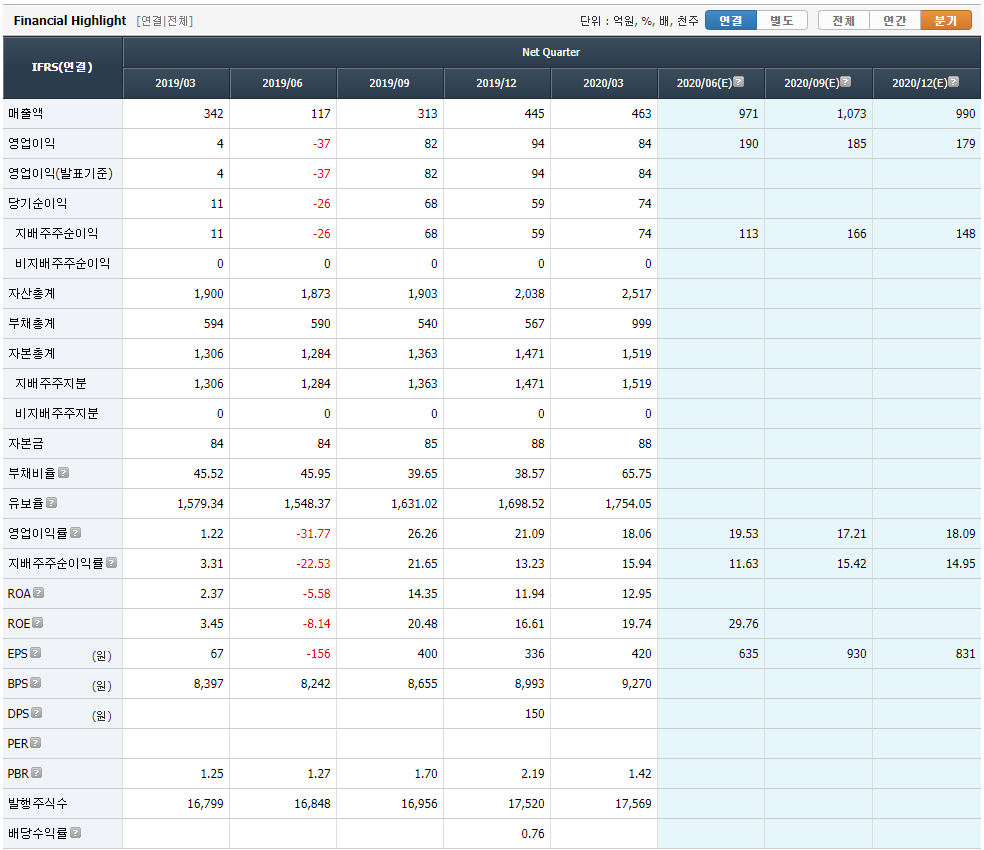 Financial Highlight [연결|전체] 단위 : 억원, %, 배, 천주 연결 별도 전체 연간 분기
IFRS(연결) Net Quarter
2019/03 2019/06 2019/09 2019/12 2020/03 2020/06(E) 2020/09(E) 2020/12(E)
매출액 342 117 313 445 463 971 1,073 990
영업이익 4 -37 82 94 84 190 185 179
영업이익(발표기준) 4 -37 82 94 84
당기순이익 11 -26 68 59 74
지배주주순이익 11 -26 68 59 74 113 166 148
비지배주주순이익 0 0 0 0 0
자산총계 1,900 1,873 1,903 2,038 2,517
부채총계 594 590 540 567 999
자본총계 1,306 1,284 1,363 1,471 1,519
지배주주지분 1,306 1,284 1,363 1,471 1,519
비지배주주지분 0 0 0 0 0
자본금 84 84 85 88 88
부채비율 45.52 45.95 39.65 38.57 65.75
유보율 1,579.34 1,548.37 1,631.02 1,698.52 1,754.05
영업이익률 1.22 -31.77 26.26 21.09 18.06 19.53 17.21 18.09
지배주주순이익률 3.31 -22.53 21.65 13.23 15.94 11.63 15.42 14.95
ROA 2.37 -5.58 14.35 11.94 12.95
ROE 3.45 -8.14 20.48 16.61 19.74 29.76
EPS (원) 67 -156 400 336 420 635 930 831
BPS (원) 8,397 8,242 8,655 8,993 9,270
DPS (원) 150
PER
PBR 1.25 1.27 1.70 2.19 1.42
발행주식수 16,799 16,848 16,956 17,520 17,569
배당수익률 0.76